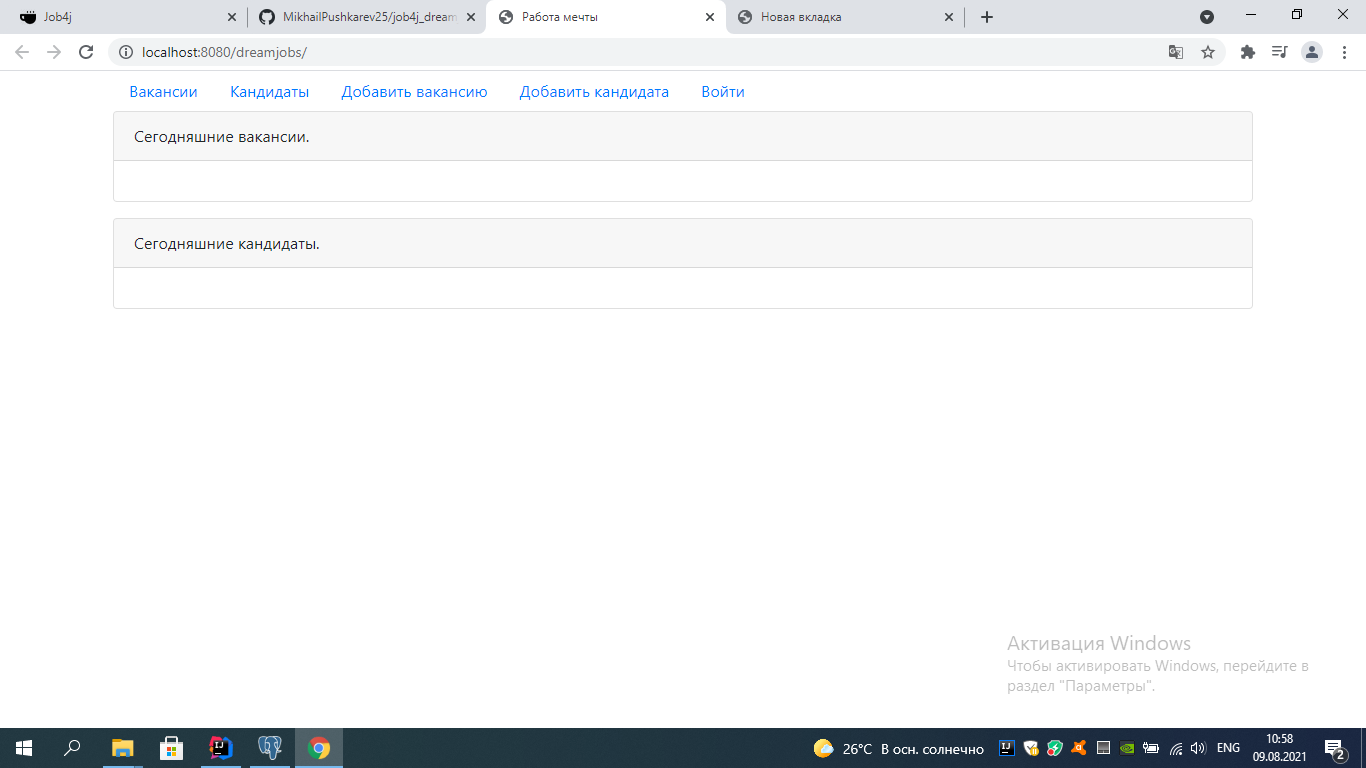 Job4j
MikhailPushkarev25/job4j_dream
Работа мечты
Новая вкладка
localhost:8080/dreamjobs/
Вакансии Кандидаты Добавить вакансию Добавить кандидата Войти
Сегодняшние вакансии.
Сегодняшние кандидаты.
Активация Windows
Чтобы активировать Windows, перейдите в
раздел "Параметры".
26°C В осн. солнечно
ENG
10:58
09.08.2021
2